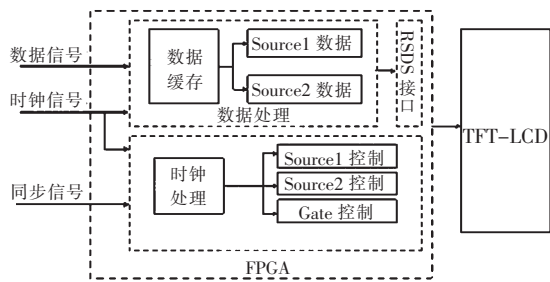 数据信号
时钟信号
同步信号
数据
缓存
Source1 数据
Source2 数据
数据处理
RSDS 接口
时钟
处理
Source1 控制
Source2 控制
Gate 控制
FPGA
TFT-LCD